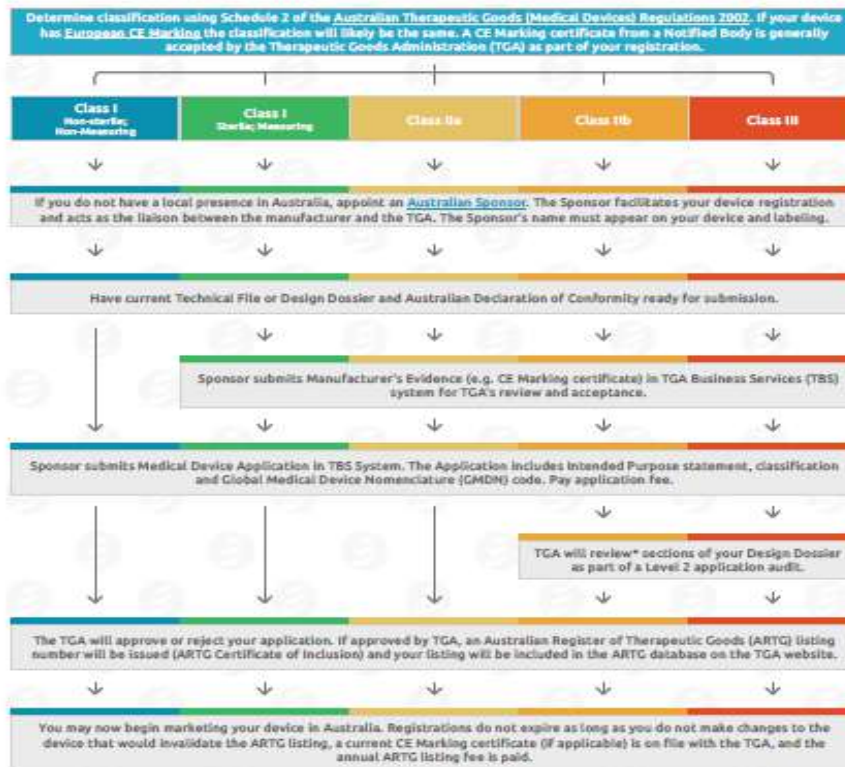 Determine classification using Schedule 2 of the Australian Therapeutic Goods (Medical Devices) Regulations 2002. If your device
has European CE Marking the classification will likely be the same. A CE Marking certificate from a Notified Body is generally
accepted by the Therapeutic Goods Administration (TGA) as part of your registration.
Class I
Non-sterile;
Non-Measuring
Class I
Sterile; Measuring
Class IIa
Class IIb
Class III
If you do not have a local presence in Australia, appoint an Australian Sponsor. The Sponsor facilitates your device registration
and acts as the liaison between the manufacturer and the TGA. The Sponsor's name must appear on your device and labeling.
Have current Technical File or Design Dossier and Australian Declaration of Conformity ready for submission.
Sponsor submits Manufacturer's Evidence (e.g. CE Marking certificate) in TGA Business Services (TBS)
system for TGA's review and acceptance.
Sponsor submits Medical Device Application in TBS System. The Application includes Intended Purpose statement, classification
and Global Medical Device Nomenclature (GMDN) code. Pay application fee.
TGA will review* sections of your Design Dossier
as part of a Level 2 application audit.
The TGA will approve or reject your application. If approved by TGA, an Australian Register of Therapeutic Goods (ARTG) listing
number will be issued (ARTG Certificate of Inclusion) and your listing will be included in the ARTG database on the TGA website.
You may now begin marketing your device in Australia. Registrations do not expire as long as you do not make changes to the
device that would invalidate the ARTG listing, a current CE Marking certificate (if applicable) is on file with the TGA, and the
annual ARTG listing fee is paid.